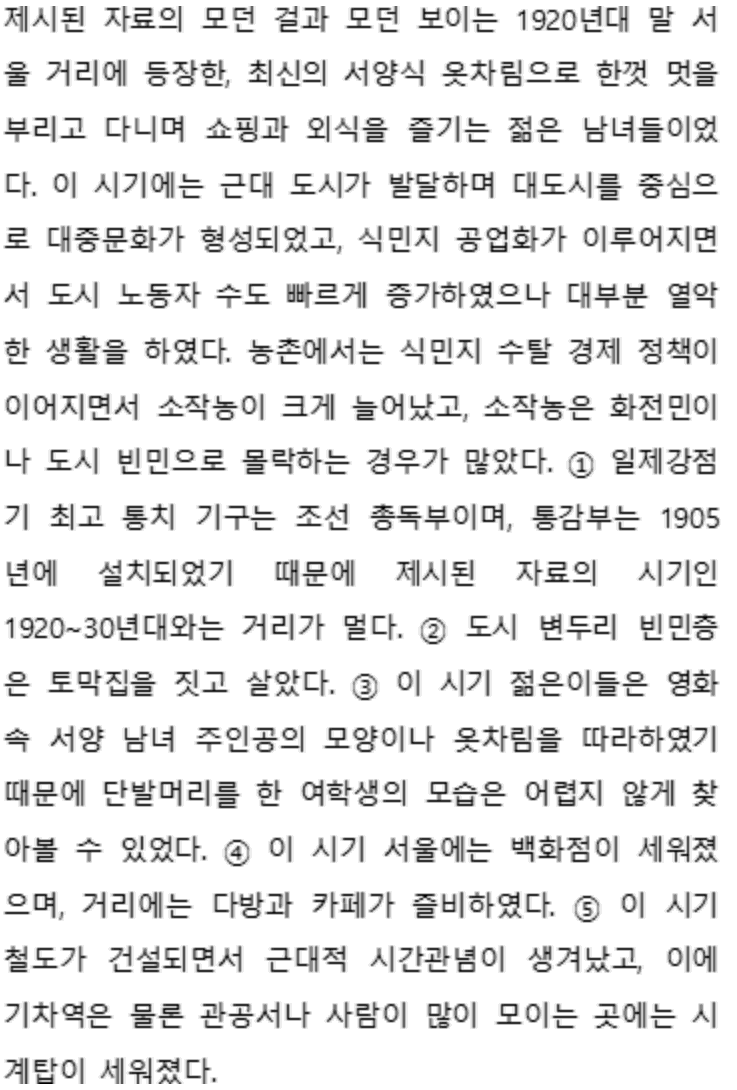 제시된 자료의 모던 걸과 모던 보이는 1920년대 말 서
울 거리에 등장한, 최신의 서양식 옷차림으로 한껏 멋을
부리고 다니며 쇼핑과 외식을 즐기는 젊은 남녀들이었
다. 이 시기에는 근대 도시가 발달하며 대도시를 중심으
로 대중문화가 형성되었고, 식민지 공업화가 이루어지면
서 도시 노동자 수도 빠르게 증가하였으나 대부분 열악
한 생활을 하였다. 농촌에서는 식민지 수탈 경제 정책이
이어지면서 소작농이 크게 늘어났고, 소작농은 화전민이
나 도시 빈민으로 몰락하는 경우가 많았다. ① 일제강점
기 최고 통치 기구는 조선 총독부이며, 통감부는 1905
년에 설치되었기 때문에 제시된 자료의 시기인
1920~30년대와는 거리가 멀다. ② 도시 변두리 빈민층
은 토막집을 짓고 살았다. ③ 이 시기 젊은이들은 영화
속 서양 남녀 주인공의 모양이나 옷차림을 따라하였기
때문에 단발머리를 한 여학생의 모습은 어렵지 않게 찾
아볼 수 있었다. ④ 이 시기 서울에는 백화점이 세워졌
으며, 거리에는 다방과 카페가 즐비하였다. ⑤ 이 시기
철도가 건설되면서 근대적 시간관념이 생겨났고, 이에
기차역은 물론 관공서나 사람이 많이 모이는 곳에는 시
계탑이 세워졌다.